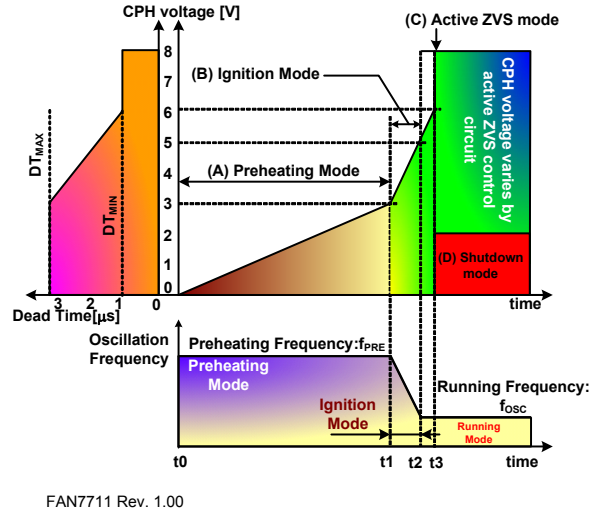 CPH voltage [V]
(C) Active ZVS mode
8
7
6
5
4
3
2
1
0
(B) Ignition Mode
(A) Preheating Mode
DTMAX
DTMIN
CPH voltage varies by
active ZVS control
circuit
(D) Shutdown
mode
3 2 1 0
Dead Time[µs]
time
Oscillation
Frequency
Preheating Frequency:fPRE
Preheating
Mode
Ignition
Mode
Running Frequency:
fOSC
Running
Mode
t0 t1 t2 t3 time
FAN7711 Rev. 1.00